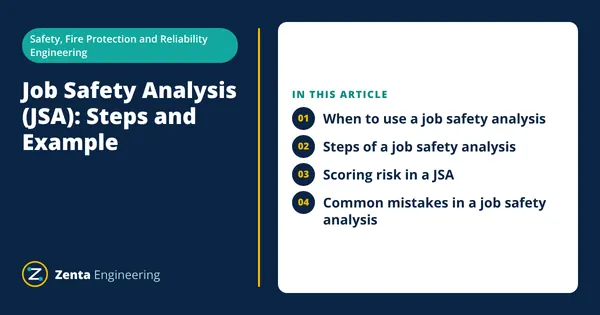 Safety, Fire Protection and Reliability
Engineering
Job Safety Analysis
(JSA): Steps and
Example
Zenta Engineering
IN THIS ARTICLE
01 When to use a job safety analysis
02 Steps of a job safety analysis
03 Scoring risk in a JSA
04 Common mistakes in a job safety
analysis